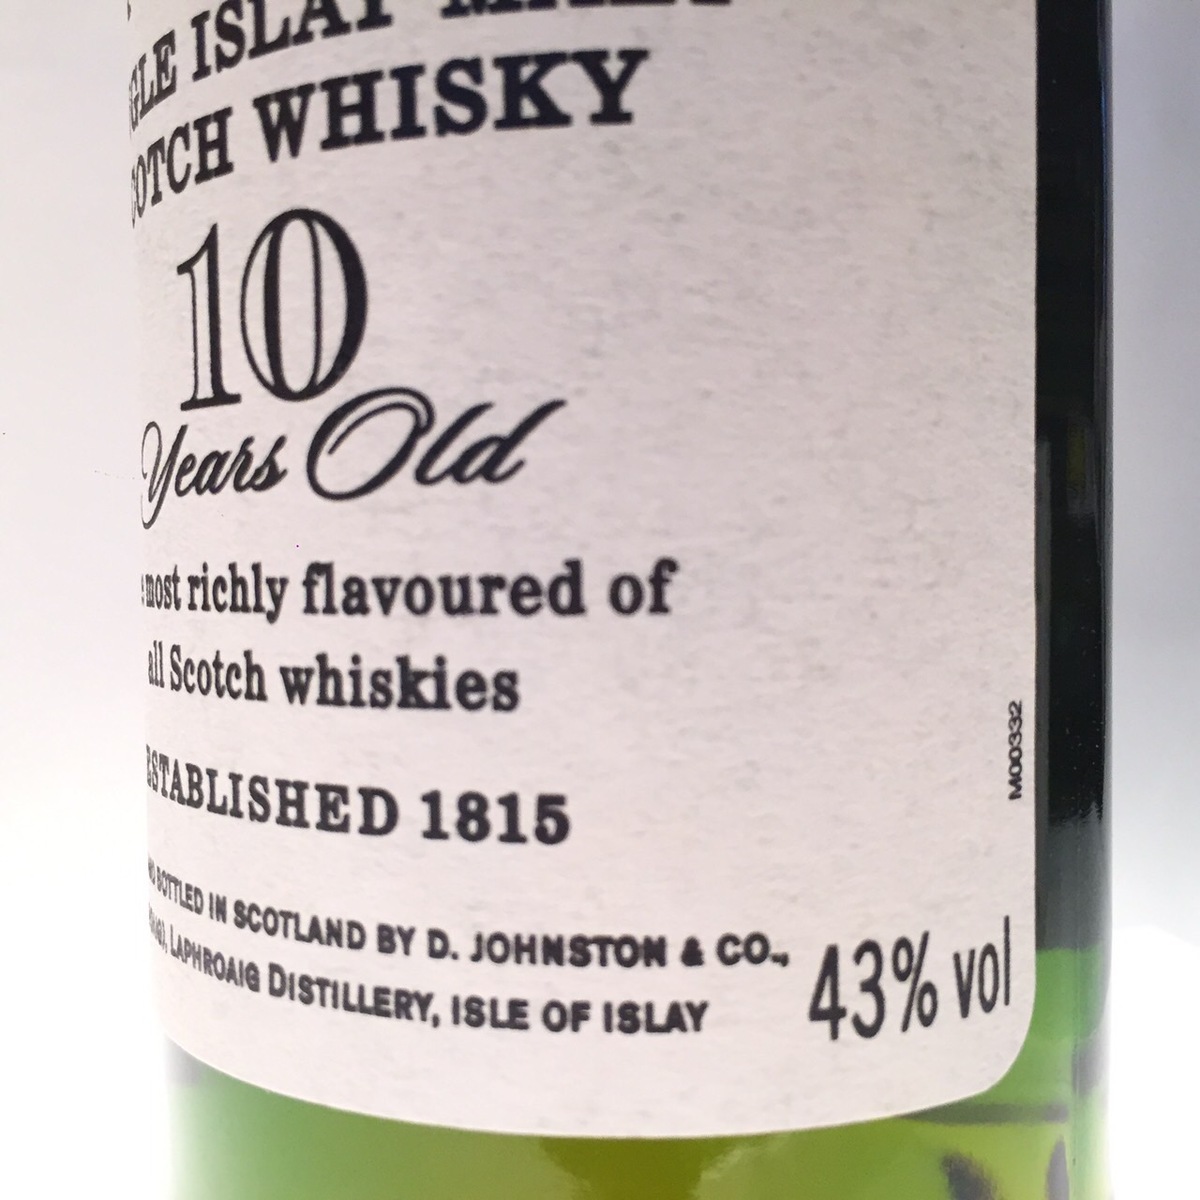 ISLAY
SCOTCH WHISKY
10
Years Old
most richly flavoured of
all Scotch whiskies
ESTABLISHED 1815
BOTTLED IN SCOTLAND BY D. JOHNSTON & CO.,
LAPHROAIG DISTILLERY, ISLE OF ISLAY
43% vol
M00332